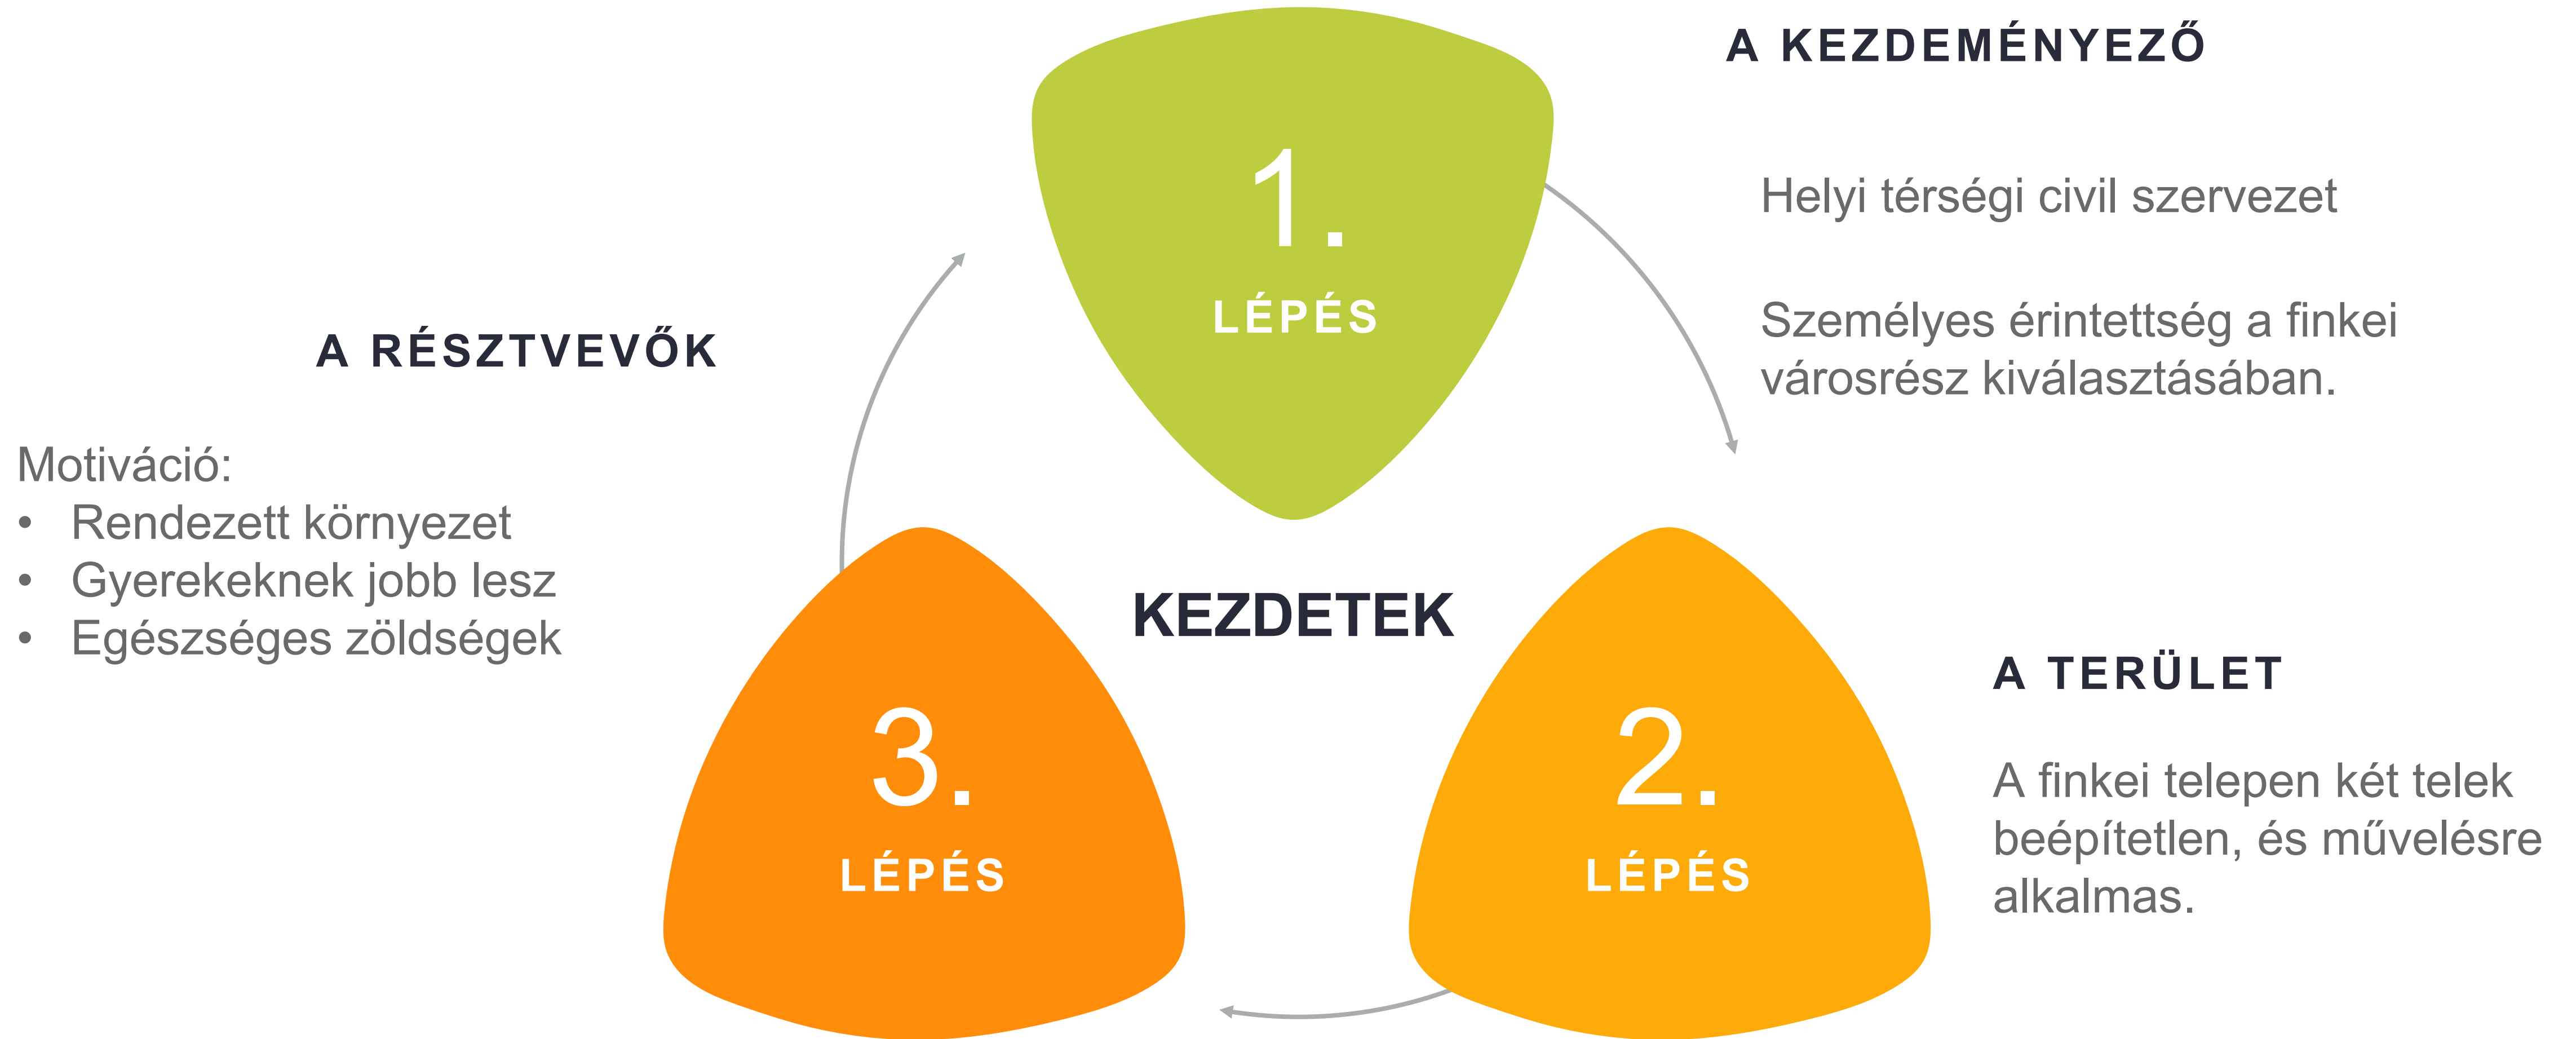 A KEZDEMÉNYEZŐ
Helyi térségi civil szervezet
Személyes érintettség a finkei
városrész kiválasztásában.
1.
LÉPÉS
A RÉSZTVEVŐK
Motiváció:
• Rendezett környezet
• Gyerekeknek jobb lesz
• Egészséges zöldségek
KEZDETEK
3.
LÉPÉS
2.
LÉPÉS
A TERÜLET
A finkei telepen két telek
beépítetlen, és művelésre
alkalmas.